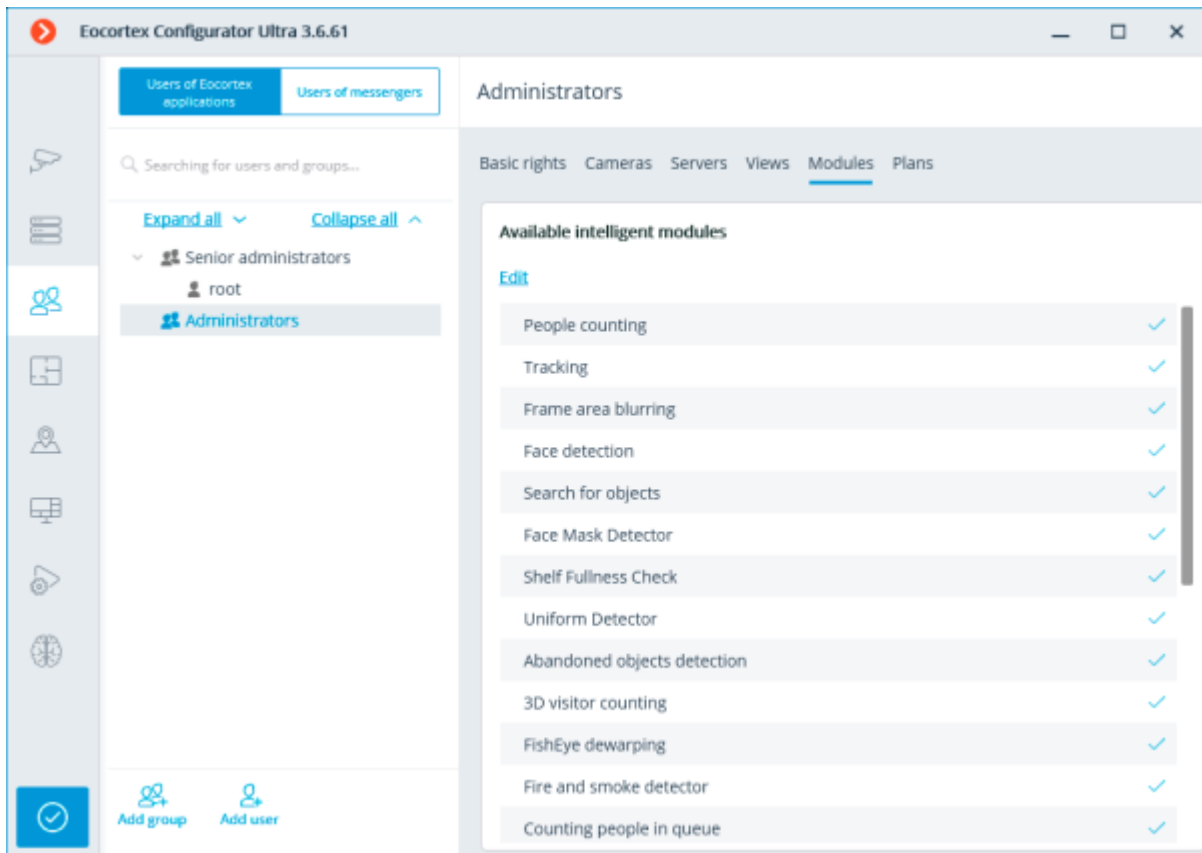 Eocortex Configurator Ultra 3.6.61
Users of Eocortex
applications
Users of messengers
Searching for users and groups...
Expand all
Collapse all
Senior administrators
root
Administrators
Add group
Add user
Administrators
Basic rights Cameras Servers Views Modules Plans
Available intelligent modules
Edit
People counting
Tracking
Frame area blurring
Face detection
Search for objects
Face Mask Detector
Shelf Fullness Check
Uniform Detector
Abandoned objects detection
3D visitor counting
FishEye dewarping
Fire and smoke detector
Counting people in queue